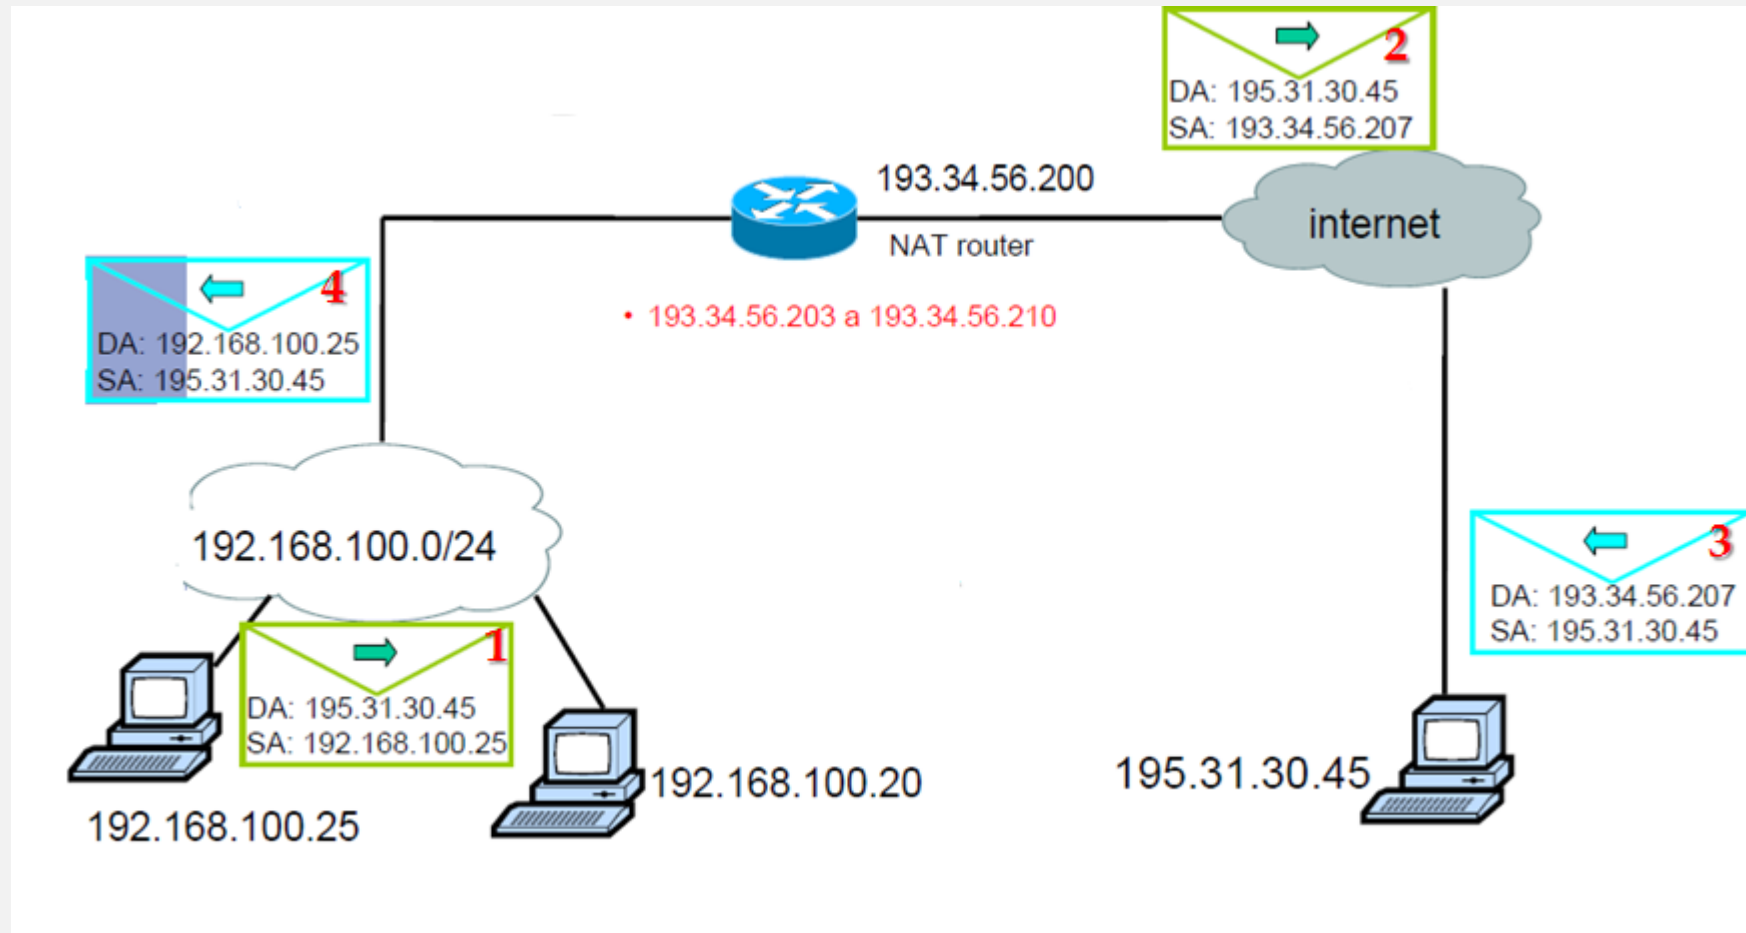 2
DA: 195.31.30.45
SA: 193.34.56.207
193.34.56.200
internet
NAT router
4
DA: 192.168.100.25
SA: 195.31.30.45
• 193.34.56.203 a 193.34.56.210
192.168.100.0/24
3
DA: 193.34.56.207
SA: 195.31.30.45
1
DA: 195.31.30.45
SA: 192.168.100.25
192.168.100.20
195.31.30.45
192.168.100.25